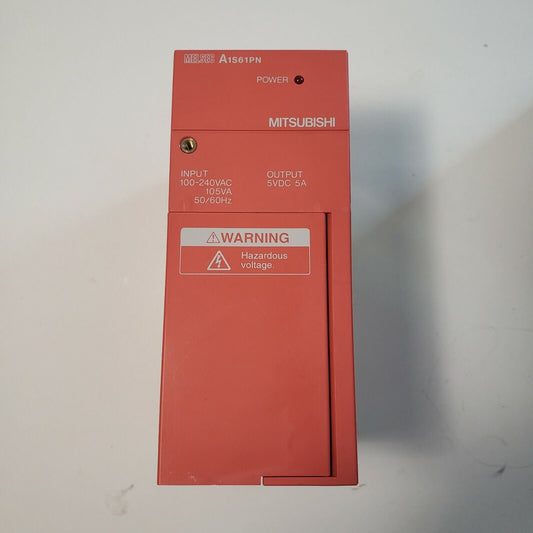 MELSEC A1S61PN
POWER
MITSUBISHI
INPUT
100-240VAC
105VA
50/60Hz
OUTPUT
5VDC 5A
⚠WARNING
Hazardous
voltage.